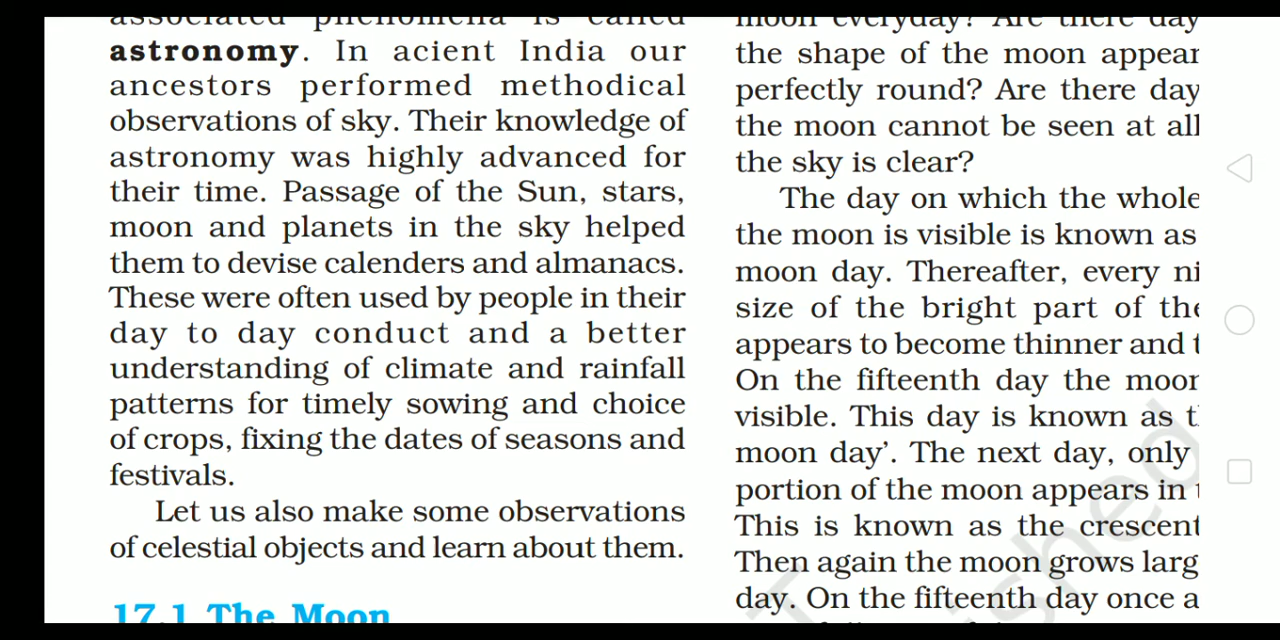 associated phenomena is called
astronomy. In acient India our
ancestors performed methodical
observations of sky. Their knowledge of
astronomy was highly advanced for
their time. Passage of the Sun, stars,
moon and planets in the sky helped
them to devise calenders and almanacs.
These were often used by people in their
day to day conduct and a better
understanding of climate and rainfall
patterns for timely sowing and choice
of crops, fixing the dates of seasons and
festivals.
Let us also make some observations
of celestial objects and learn about them.
17.1 The Moon
moon everyday? Are there day
the shape of the moon appear
perfectly round? Are there day
the moon cannot be seen at all
the sky is clear?
The day on which the whole
the moon is visible is known as
moon day. Thereafter, every ni
size of the bright part of the
appears to become thinner and t
On the fifteenth day the moon
visible. This day is known as t
moon day’. The next day, only
portion of the moon appears in
This is known as the crescent
Then again the moon grows larg
day. On the fifteenth day once a